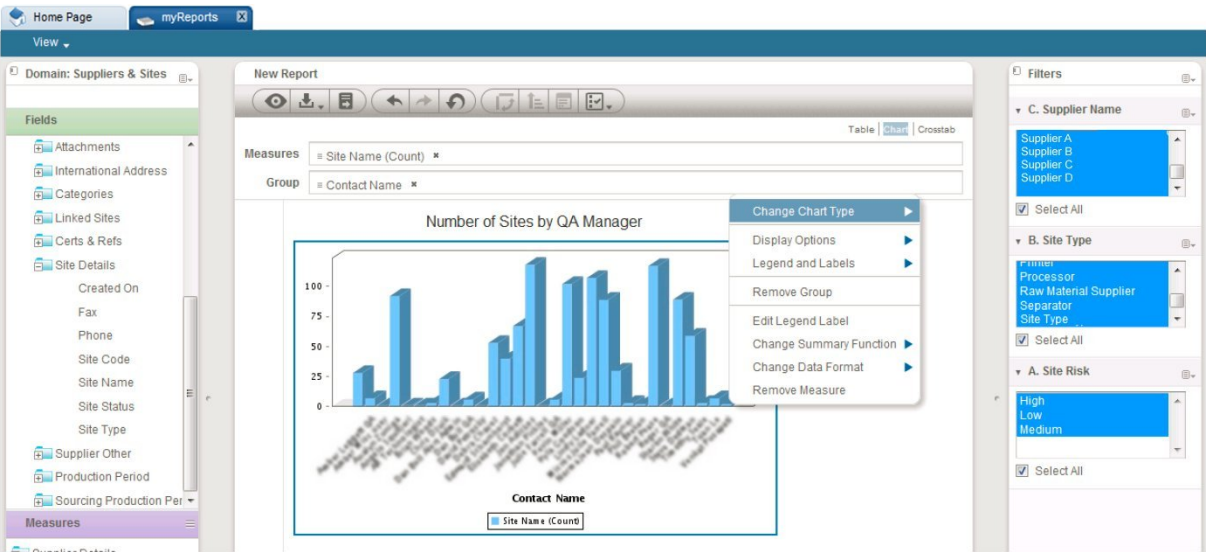 Home Page
myReports
View
Domain: Suppliers & Sites
Fields
Attachments
International Address
Categories
Linked Sites
Certs & Refs
Site Details
Created On
Fax
Phone
Site Code
Site Name
Site Status
Site Type
Supplier Other
Production Period
Sourcing Production Per
Measures
Supplier Details
New Report
Table | Chart | Crosstab
Measures
Site Name (Count)
Group
Contact Name
Number of Sites by QA Manager
100
75
50
25
0
Contact Name
Site Name (Count)
Change Chart Type
Display Options
Legend and Labels
Remove Group
Edit Legend Label
Change Summary Function
Change Data Format
Remove Measure
Filters
C. Supplier Name
Supplier A
Supplier B
Supplier C
Supplier D
Select All
B. Site Type
Printer
Processor
Raw Material Supplier
Separator
Site Type
Select All
A. Site Risk
High
Low
Medium
Select All